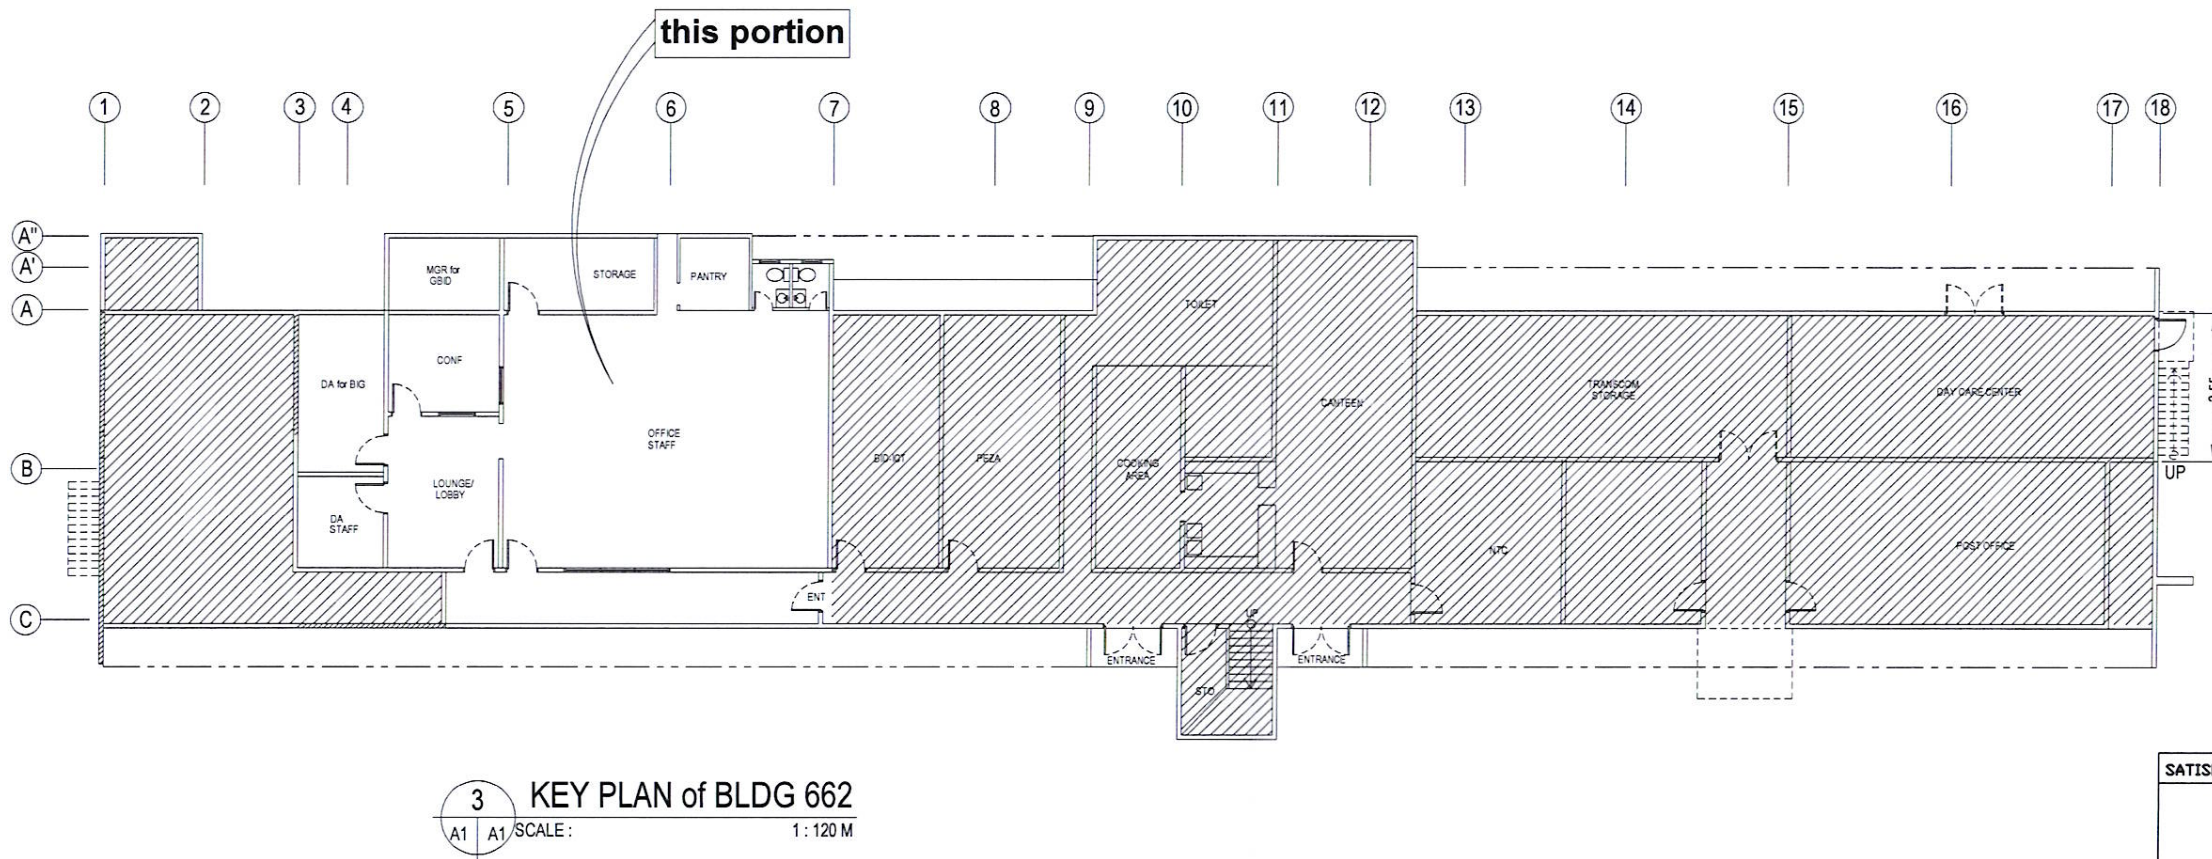 this portion
1 2 3 4 5 6 7 8 9 10 11 12 13 14 15 16 17 18
A"
A'
A
B
C
MGR for
GBID
STORAGE
PANTRY
TOILET
CONF
DA for BIG
OFFICE
STAFF
BID-ICT
PEZA
COOKING
AREA
CANTEEN
TRANSCOM
STORAGE
DAY CARE CENTER
UP
LOUNGE/
LOBBY
DA
STAFF
NTC
POST OFFICE
ENT
UP
ENTRANCE
ENTRANCE
STO
3
A1 A1
KEY PLAN of BLDG 662
SCALE : 1 : 120 M